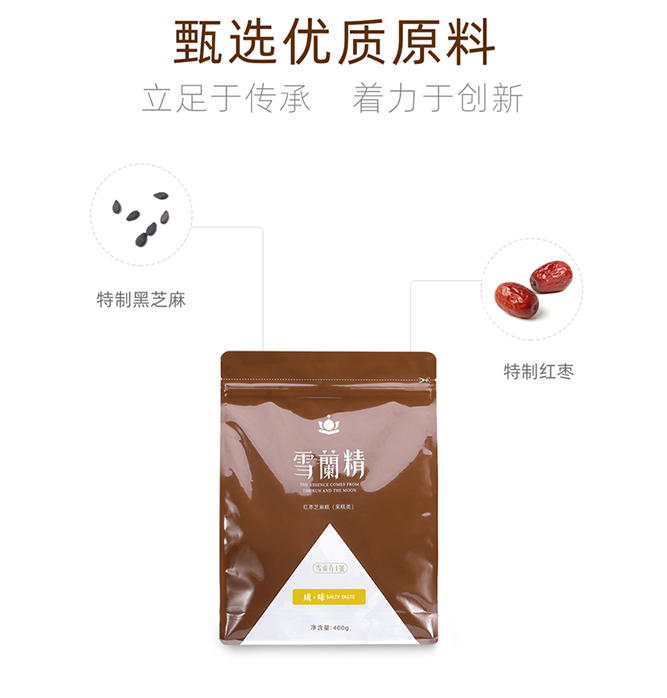 甄选优质原料
立足于传承 着力于创新
特制黑芝麻
特制红枣
雪蘭精
THE ESSENCE COMES FROM
THE SUN AND THE MOON
红枣芝麻糕（果糕类）
咸·味 SALTY TASTE
净含量:400g